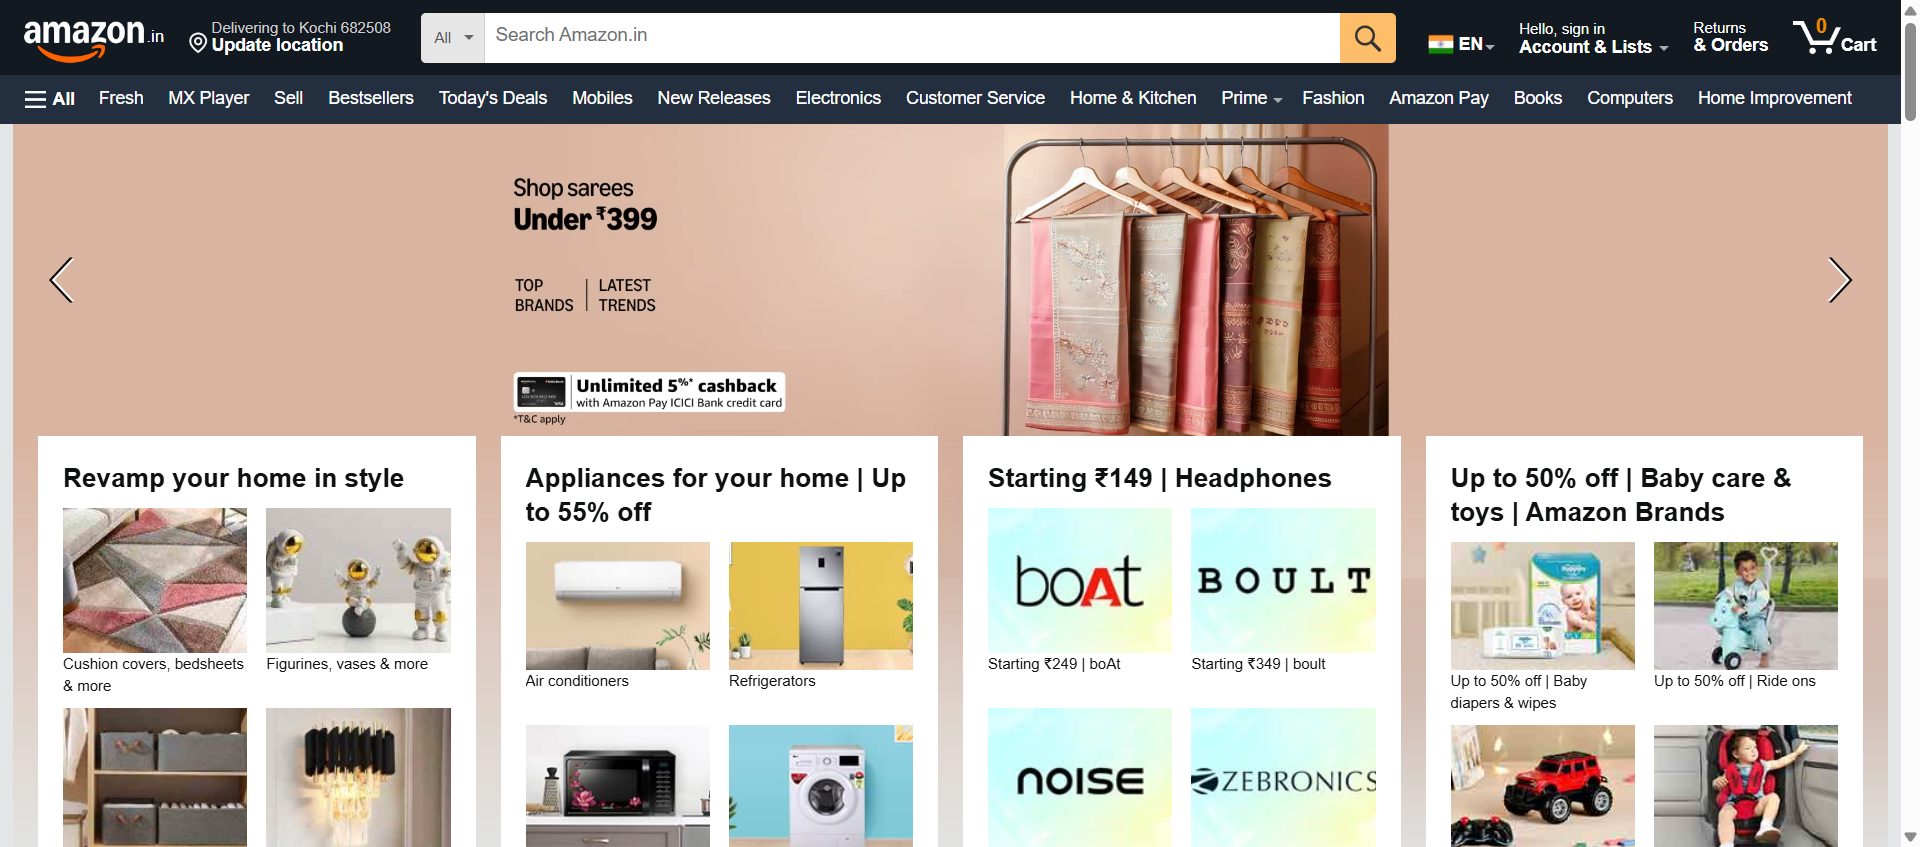 amazon.in
Delivering to Kochi 682508
Update location
All
Search Amazon.in
EN
Hello, sign in
Account & Lists
Returns
& Orders
0
Cart
All
Fresh
MX Player
Sell
Bestsellers
Today's Deals
Mobiles
New Releases
Electronics
Customer Service
Home & Kitchen
Prime
Fashion
Amazon Pay
Books
Computers
Home Improvement
Shop sarees
Under ₹399
TOP
BRANDS
LATEST
TRENDS
Unlimited 5%* cashback
with Amazon Pay ICICI Bank credit card
*T&C apply
Revamp your home in style
Cushion covers, bedsheets
& more
Figurines, vases & more
Appliances for your home | Up
to 55% off
Air conditioners
Refrigerators
Starting ₹149 | Headphones
boAt
BOULT
Starting ₹249 | boAt
Starting ₹349 | boult
noise
ZEBRONICS
Up to 50% off | Baby care &
toys | Amazon Brands
Up to 50% off | Baby
diapers & wipes
Up to 50% off | Ride ons